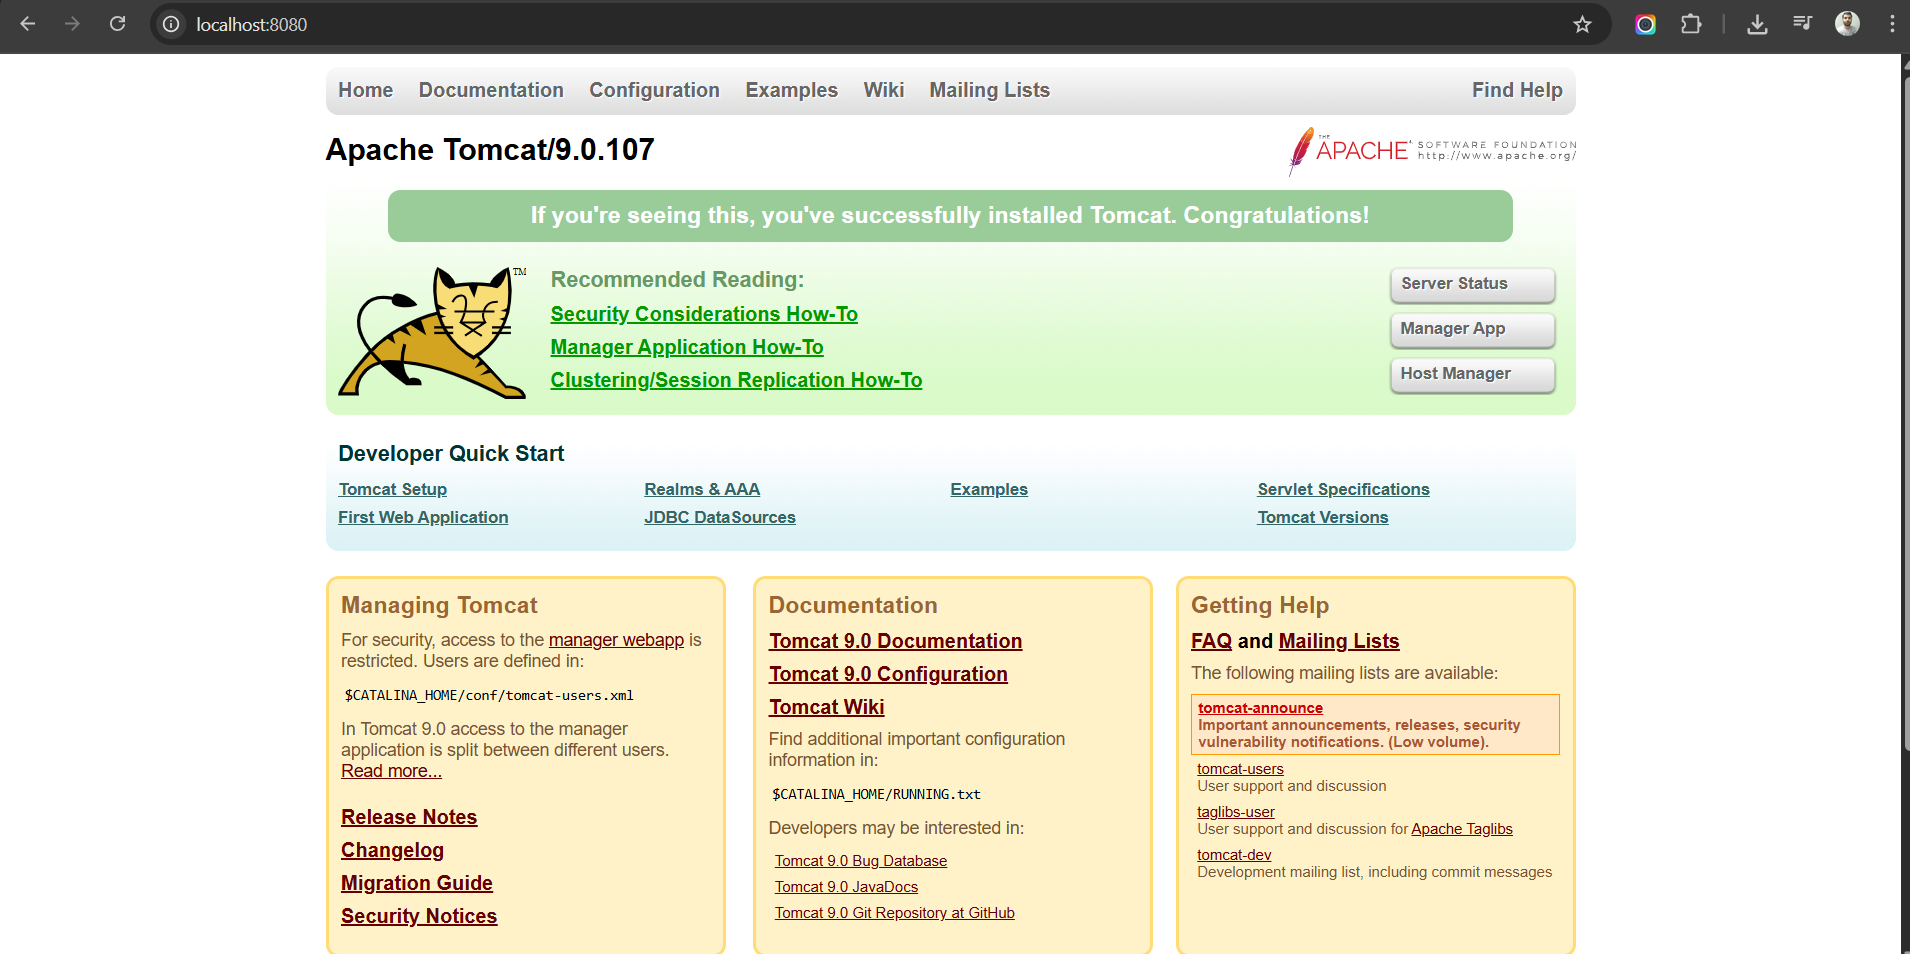 localhost:8080
Home Documentation Configuration Examples Wiki Mailing Lists Find Help
Apache Tomcat/9.0.107
THE
APACHE
SOFTWARE FOUNDATION
http://www.apache.org/
If you're seeing this, you've successfully installed Tomcat. Congratulations!
TM
Recommended Reading:
Security Considerations How-To
Manager Application How-To
Clustering/Session Replication How-To
Server Status
Manager App
Host Manager
Developer Quick Start
Tomcat Setup
First Web Application
Realms & AAA
JDBC DataSources
Examples
Servlet Specifications
Tomcat Versions
Managing Tomcat
For security, access to the manager webapp is
restricted. Users are defined in:
$CATALINA_HOME/conf/tomcat-users.xml
In Tomcat 9.0 access to the manager
application is split between different users.
Read more...
Release Notes
Changelog
Migration Guide
Security Notices
Documentation
Tomcat 9.0 Documentation
Tomcat 9.0 Configuration
Tomcat Wiki
Find additional important configuration
information in:
$CATALINA_HOME/RUNNING.txt
Developers may be interested in:
Tomcat 9.0 Bug Database
Tomcat 9.0 JavaDocs
Tomcat 9.0 Git Repository at GitHub
Getting Help
FAQ and Mailing Lists
The following mailing lists are available:
tomcat-announce
Important announcements, releases, security
vulnerability notifications. (Low volume).
tomcat-users
User support and discussion
taglibs-user
User support and discussion for Apache Taglibs
tomcat-dev
Development mailing list, including commit messages